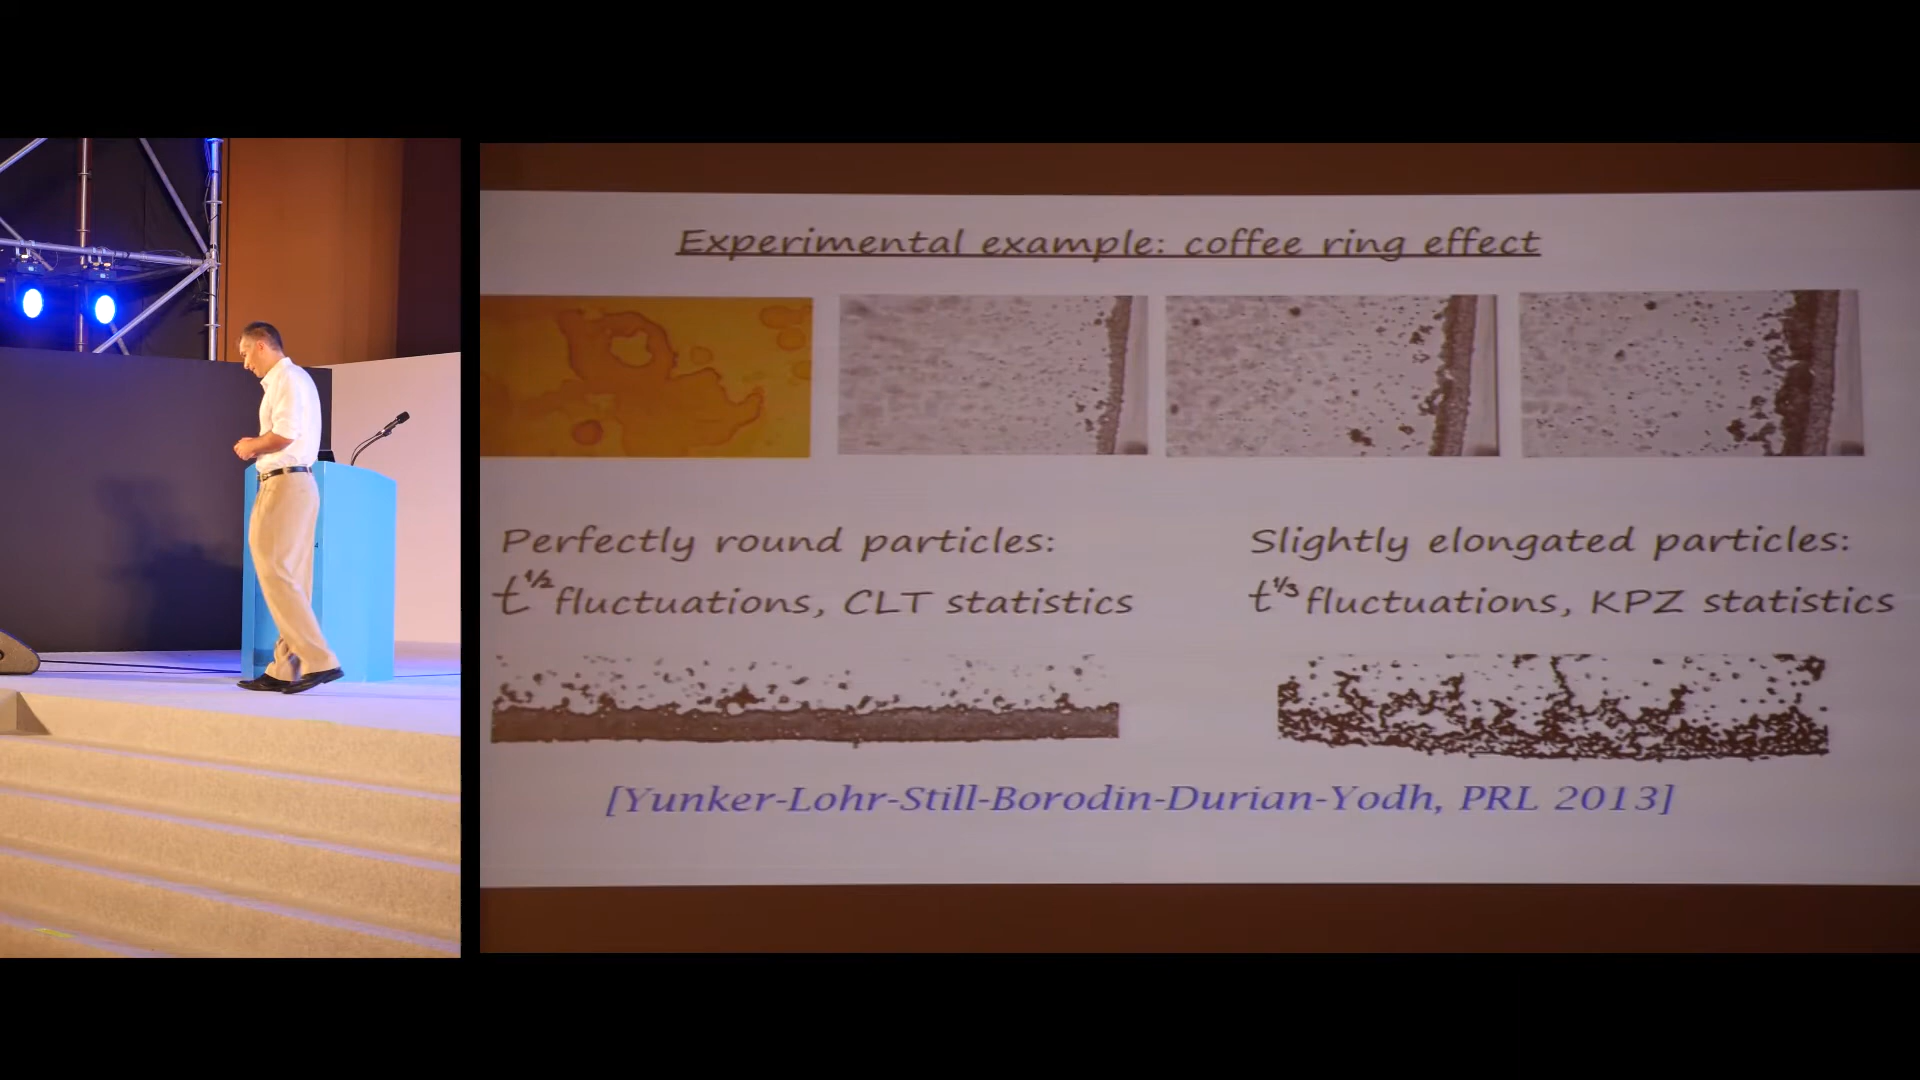 Experimental example: coffee ring effect
Perfectly round particles:
t^1/2 fluctuations, CLT statistics
Slightly elongated particles:
t^1/3 fluctuations, KPZ statistics
[Yunker-Lohr-Still-Borodin-Durian-Yodh, PRL 2013]